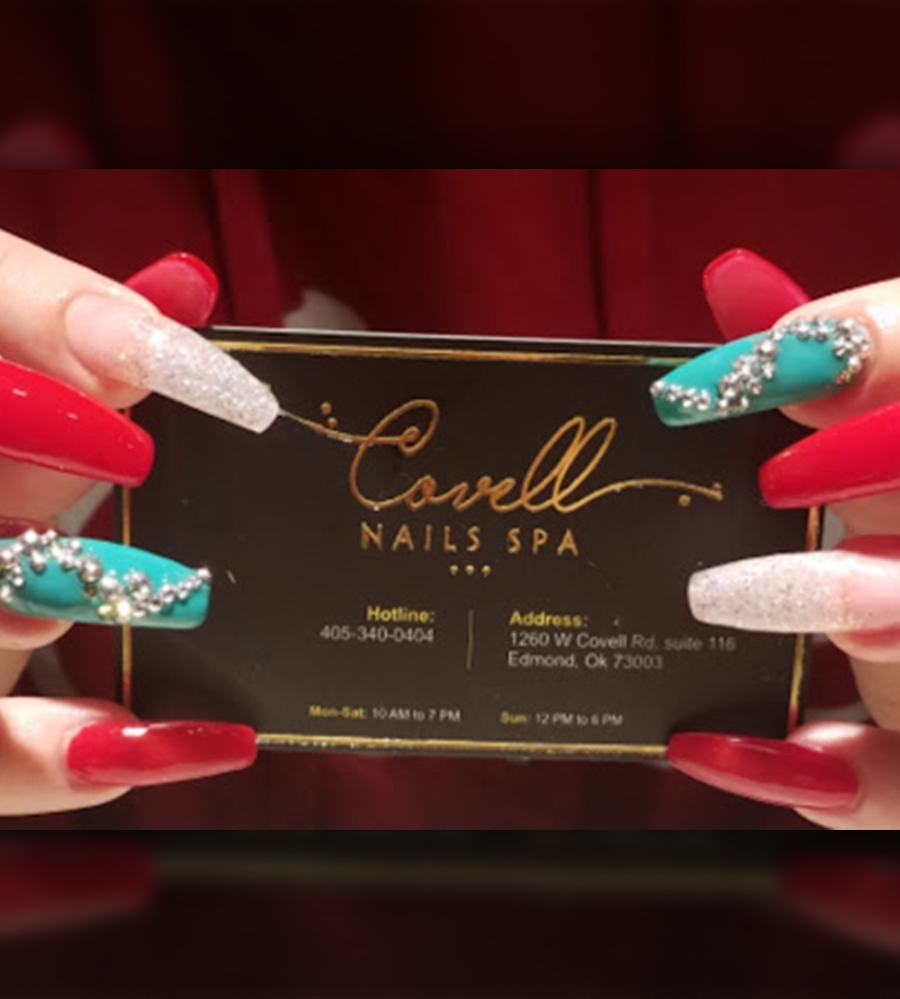 Covell
NAILS SPA
Hotline:
405-340-0404
Address:
1260 W Covell Rd, suite 116
Edmond, Ok 73003
Mon-Sat: 10 AM to 7 PM
Sun: 12 PM to 6 PM